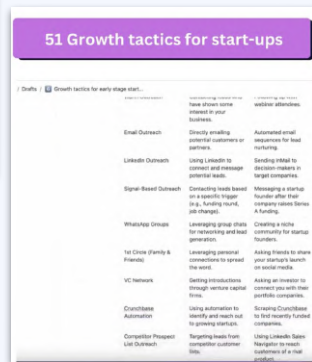 51 Growth tactics for start-ups
/ Drafts / Growth tactics for early stage start...
have shown some
interest in your
business.
webinar attendees.
Email Outreach
Directly emailing
potential customers or
partners.
Automated email
sequences for lead
nurturing.
LinkedIn Outreach
Using LinkedIn to
connect and message
potential leads.
Sending InMail to
decision-makers in
target companies.
Signal-Based Outreach
Contacting leads based
on a specific trigger
(e.g., funding round,
job change).
Messaging a startup
founder after their
company raises Series
A funding.
WhatsApp Groups
Leveraging group chats
for networking and lead
generation.
Creating a niche
community for startup
founders.
1st Circle (Family &
Friends)
Leveraging personal
connections to spread
the word.
Asking friends to share
your startup's launch
on social media.
VC Network
Getting introductions
through venture capital
firms.
Asking an investor to
connect you with their
portfolio companies.
Crunchbase
Automation
Using automation to
identify and reach out
to growing startups.
Scraping Crunchbase
to find recently funded
companies.
Competitor Prospect
List Outreach
Targeting leads from
competitor customer
lists.
Using LinkedIn Sales
Navigator to reach
customers of a rival
product.